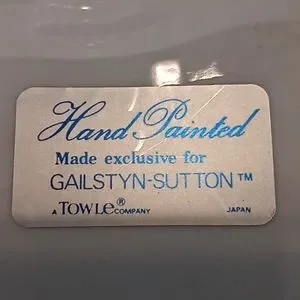 Hand Painted
Made exclusive for
GAILSTYN-SUTTON™
A TOWLE® COMPANY JAPAN